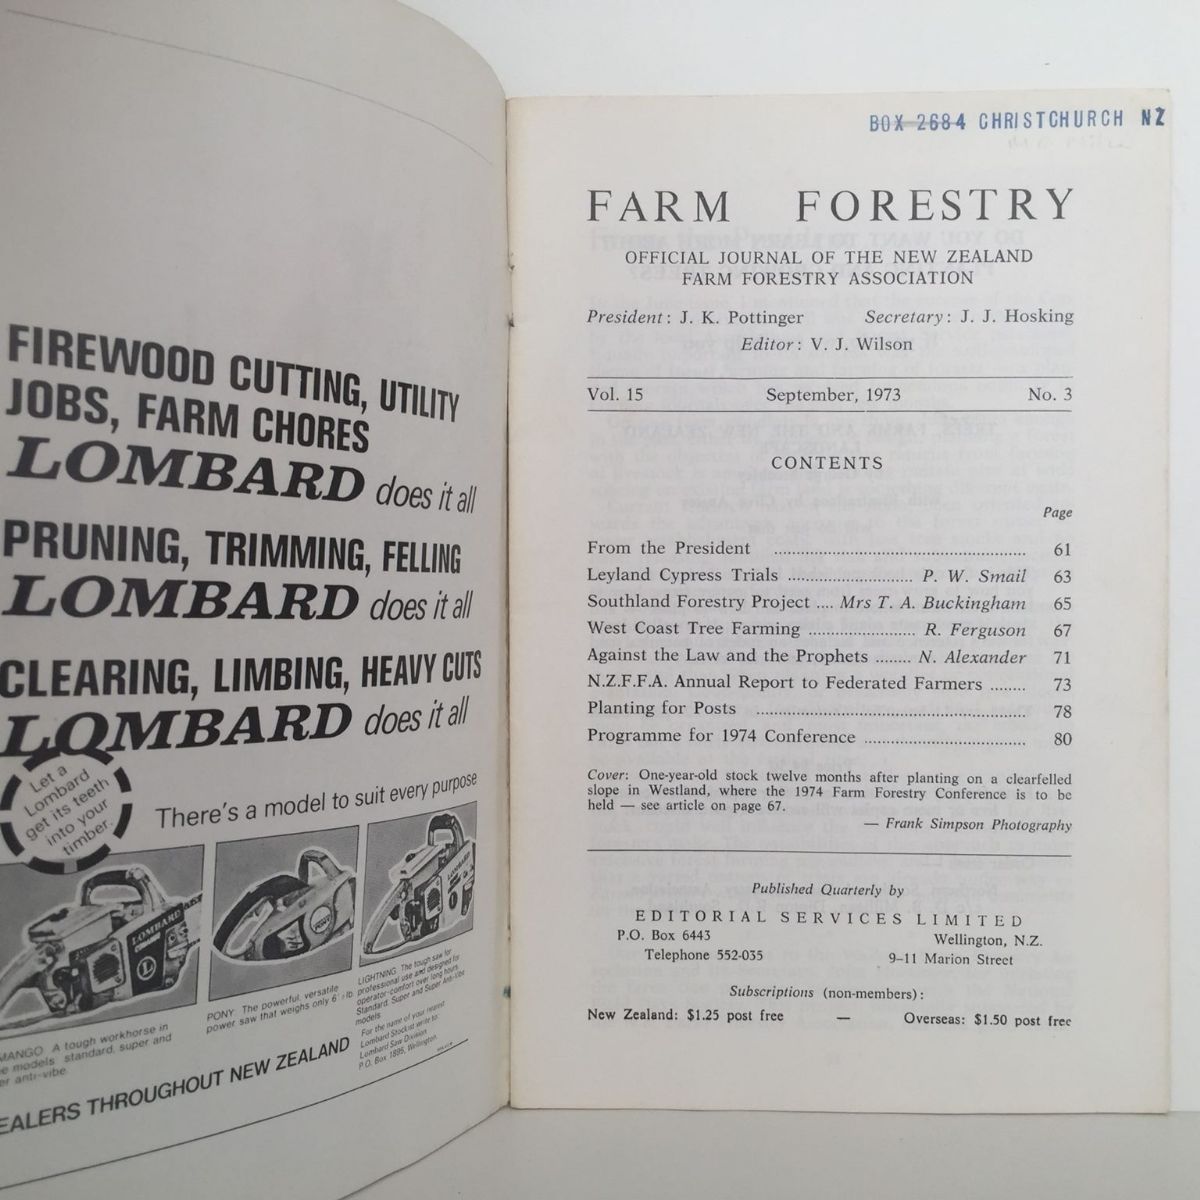 FIREWOOD CUTTING, UTILITY
JOBS, FARM CHORES
LOMBARD does it all
PRUNING, TRIMMING, FELLING
LOMBARD does it all
CLEARING, LIMBING, HEAVY CUTS
LOMBARD does it all
Let a
Lombard
get its teeth
into your
timber.
There's a model to suit every purpose
LOMBARD
PONY
LOMBARD
MANGO A tough workhorse in
models standard, super and
anti-vibe.
PONY The powerful, versatile
power saw that weighs only
LIGHTNING The tough saw for
professional use and designed for
operator-comfort over long hours.
Standard, Super and Super Anti-Vibe
models.
For the name of your nearest
Lombard Stockist write to:
Lombard Saw Division
P.O. Box 1895, Wellington.
EALERS THROUGHOUT NEW ZEALAND
BOX 2684 CHRISTCHURCH NZ
FARM FORESTRY
OFFICIAL JOURNAL OF THE NEW ZEALAND
FARM FORESTRY ASSOCIATION
President: J. K. Pottinger Secretary: J. J. Hosking
Editor: V. J. Wilson
Vol. 15 September, 1973 No. 3
CONTENTS
Page
From the President .......... 61
Leyland Cypress Trials .......... P. W. Smail 63
Southland Forestry Project .... Mrs T. A. Buckingham 65
West Coast Tree Farming .......... R. Ferguson 67
Against the Law and the Prophets ........ N. Alexander 71
N.Z.F.F.A. Annual Report to Federated Farmers ........ 73
Planting for Posts .......... 78
Programme for 1974 Conference .......... 80
Cover: One-year-old stock twelve months after planting on a clearfelled
slope in Westland, where the 1974 Farm Forestry Conference is to be
held — see article on page 67.
— Frank Simpson Photography
Published Quarterly by
EDITORIAL SERVICES LIMITED
P.O. Box 6443 Wellington, N.Z.
Telephone 552-035 9–11 Marion Street
Subscriptions (non-members):
New Zealand: $1.25 post free — Overseas: $1.50 post free